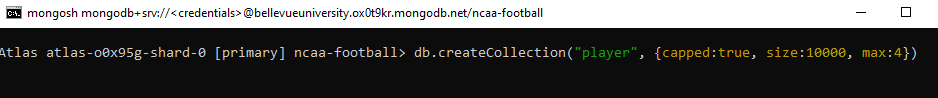 mongosh mongodb+srv://<credentials>@bellevueuniversity.ox0t9kr.mongodb.net/ncaa-football
Atlas atlas-o0x95g-shard-0 [primary] ncaa-football> db.createCollection("player", {capped:true, size:10000, max:4})